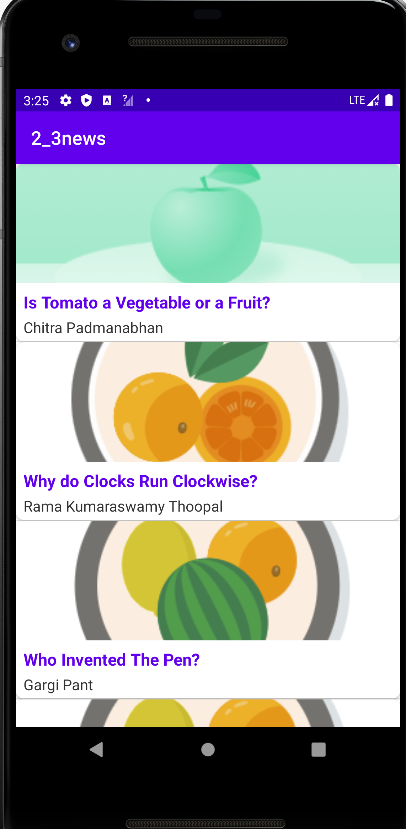 3:25
LTE
2_3news
Is Tomato a Vegetable or a Fruit?
Chitra Padmanabhan
Why do Clocks Run Clockwise?
Rama Kumaraswamy Thoopal
Who Invented The Pen?
Gargi Pant